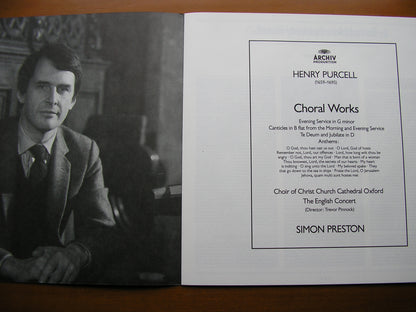 ARCHIV
PRODUKTION
HENRY PURCELL
(1659–1695)
Choral Works
Evening Service in G minor
Canticles in B flat from the Morning and Evening Service
Te Deum and Jubilate in D
Anthems:
O God, thou hast cast us out · O Lord, God of hosts
Remember not, Lord, our offences · Lord, how long wilt thou be
angry · O God, thou art my God · Man that is born of a woman
Thou knowest, Lord, the secrets of our hearts · My heart
is inditing · O sing unto the Lord · My beloved spake · They
that go down to the sea in ships · Praise the Lord, O Jerusalem
Jehova, quam multi sunt hostes mei
Choir of Christ Church Cathedral Oxford
The English Concert
(Director: Trevor Pinnock)
SIMON PRESTON